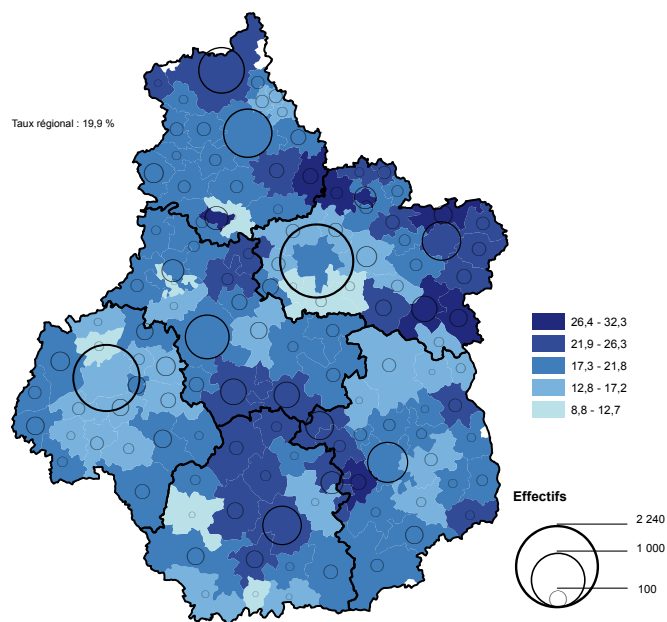 Taux régional : 19,9 %
26,4 - 32,3
21,9 - 26,3
17,3 - 21,8
12,8 - 17,2
8,8 - 12,7
Effectifs
2 240
1 000
100